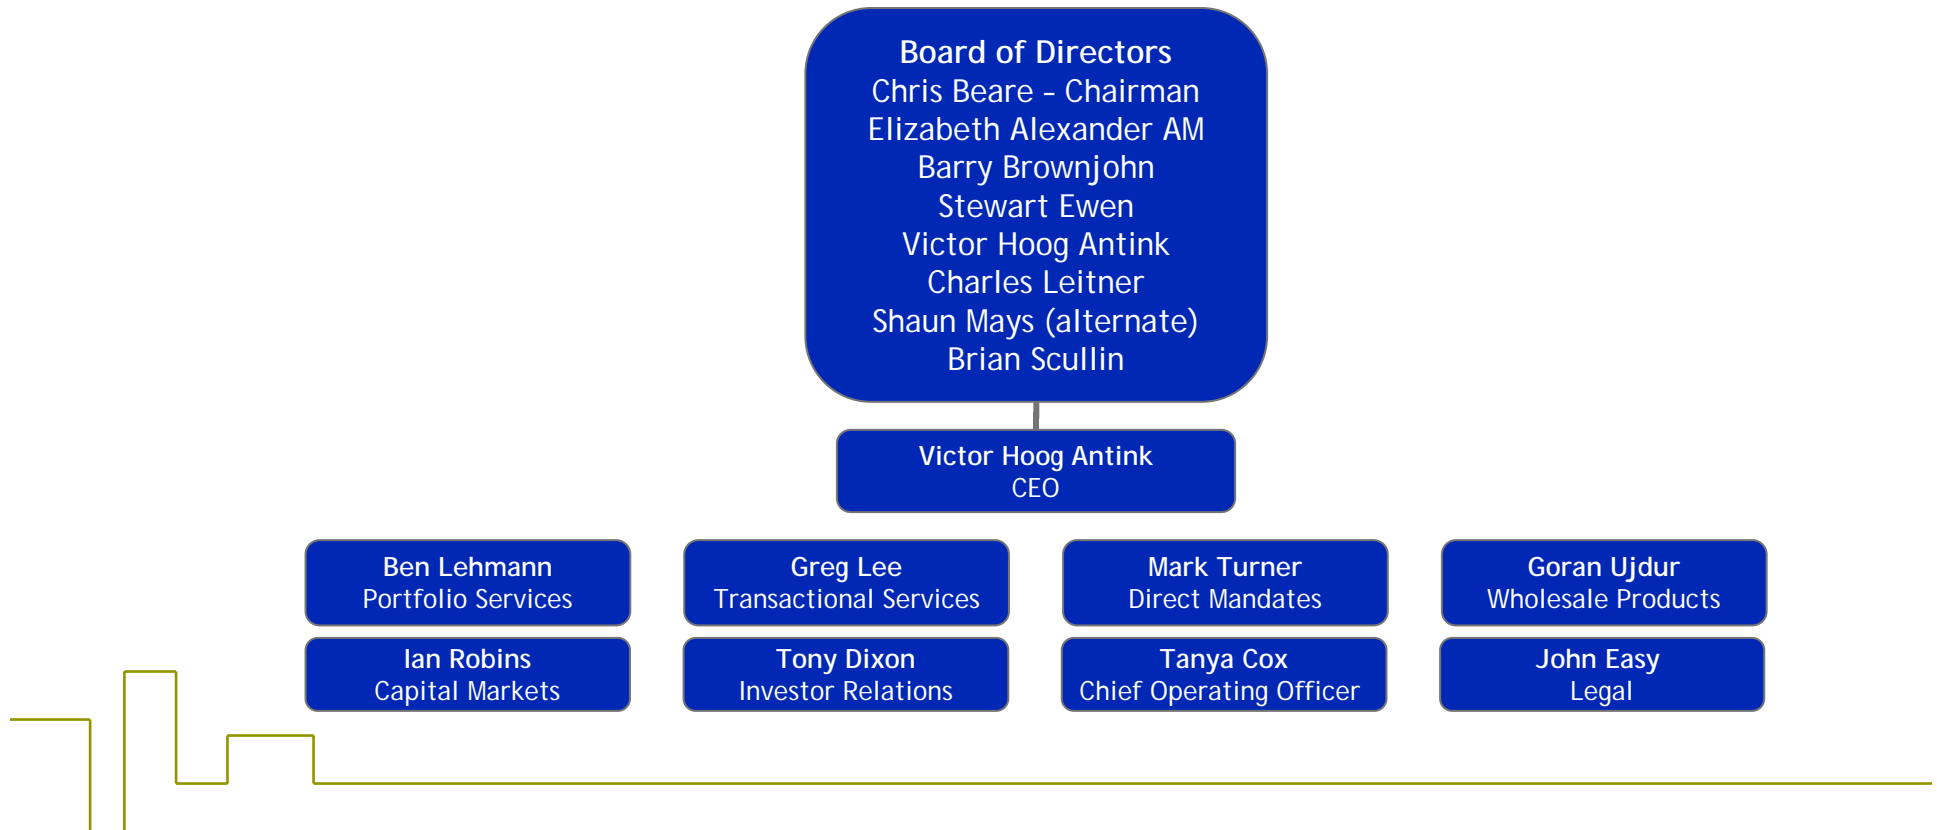 Board of Directors
Chris Beare – Chairman
Elizabeth Alexander AM
Barry Brownjohn
Stewart Ewen
Victor Hoog Antink
Charles Leitner
Shaun Mays (alternate)
Brian Scullin
Victor Hoog Antink
CEO
Ben Lehmann
Portfolio Services
Greg Lee
Transactional Services
Mark Turner
Direct Mandates
Goran Ujdur
Wholesale Products
Ian Robins
Capital Markets
Tony Dixon
Investor Relations
Tanya Cox
Chief Operating Officer
John Easy
Legal